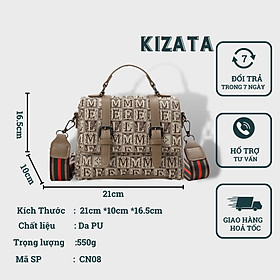 KIZATA
7
ĐỔI TRẢ
TRONG 7 NGÀY
HỖ TRỢ
TƯ VẤN
GIAO HÀNG
HOẢ TỐC
16.5cm
10cm
21cm
Kích Thước : 21cm *10cm *16.5cm
Chất liệu : Da PU
Trọng lượng :550g
Mã SP : CN08